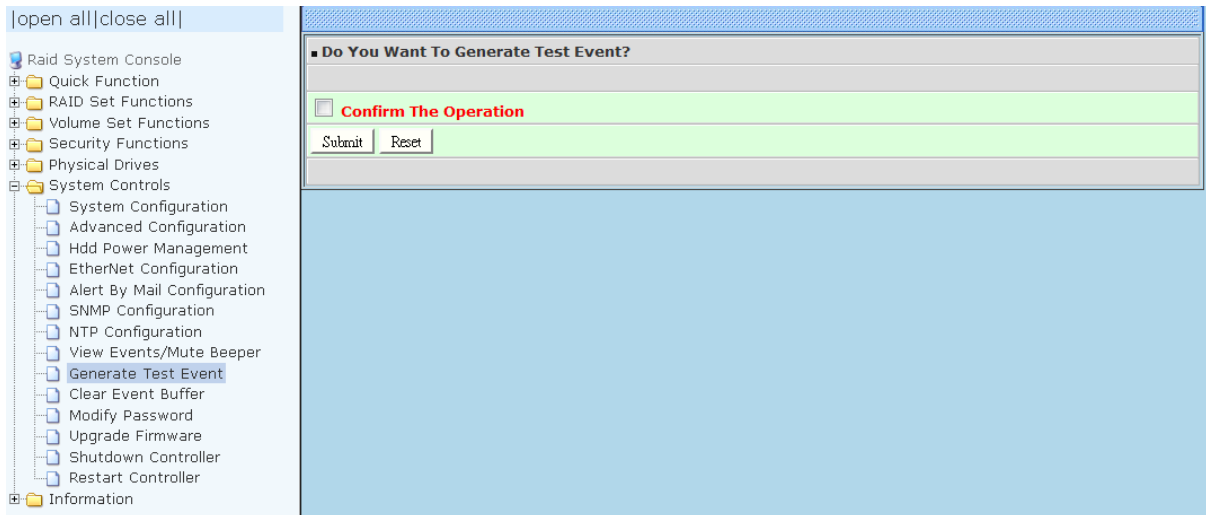 |open all|close all|
Raid System Console
Quick Function
RAID Set Functions
Volume Set Functions
Security Functions
Physical Drives
System Controls
System Configuration
Advanced Configuration
Hdd Power Management
EtherNet Configuration
Alert By Mail Configuration
SNMP Configuration
NTP Configuration
View Events/Mute Beeper
Generate Test Event
Clear Event Buffer
Modify Password
Upgrade Firmware
Shutdown Controller
Restart Controller
Information
Do You Want To Generate Test Event?
Confirm The Operation
Submit Reset